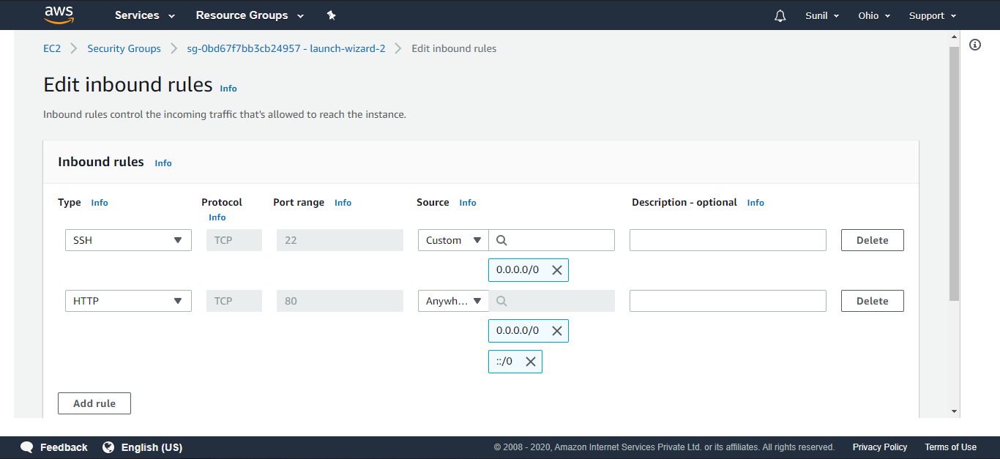 aws Services Resource Groups Sunil Ohio Support
EC2 Security Groups sg-0bd67f7bb3cb24957 - launch-wizard-2 Edit inbound rules
Edit inbound rules Info
Inbound rules control the incoming traffic that's allowed to reach the instance.
Inbound rules Info
Type Info Protocol Info Port range Info Source Info Description - optional Info
SSH TCP 22 Custom Delete
0.0.0.0/0
HTTP TCP 80 Anywh... Delete
0.0.0.0/0
::/0
Add rule
Feedback English (US) © 2008 - 2020, Amazon Internet Services Private Ltd. or its affiliates. All rights reserved. Privacy Policy Terms of Use